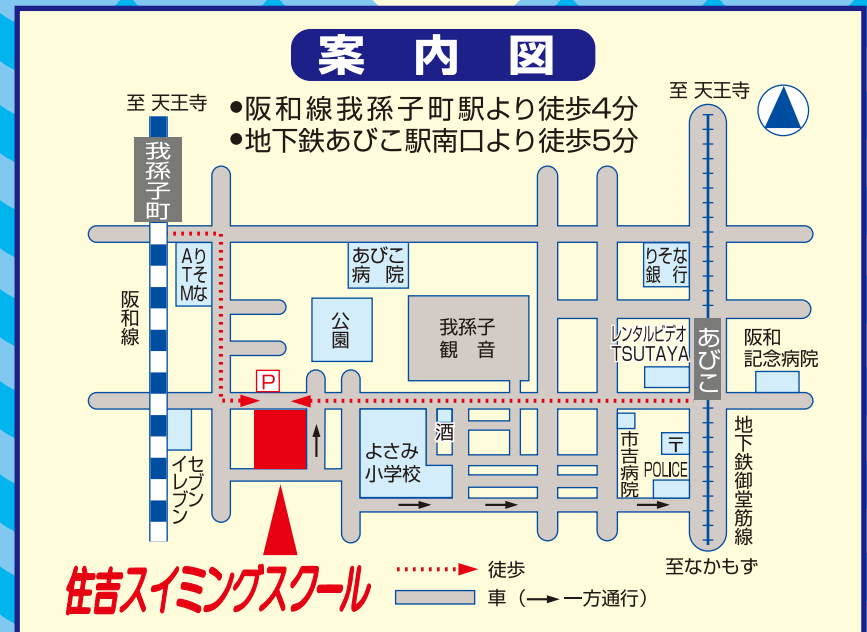 案内図
●阪和線我孫子町駅より徒歩4分
●地下鉄あびこ駅南口より徒歩5分
至 天王寺
至 天王寺
我孫子町
りそな
ATM
あびこ
病院
りそな
銀行
阪和線
公園
我孫子
観音
レンタルビデオ
TSUTAYA
あびこ
阪和
記念病院
P
セブン
イレブン
よさみ
小学校
酒
市吉病院
〒
POLICE
地下鉄御堂筋線
至なかもず
住吉スイミングスクール
徒歩
車（→一方通行）